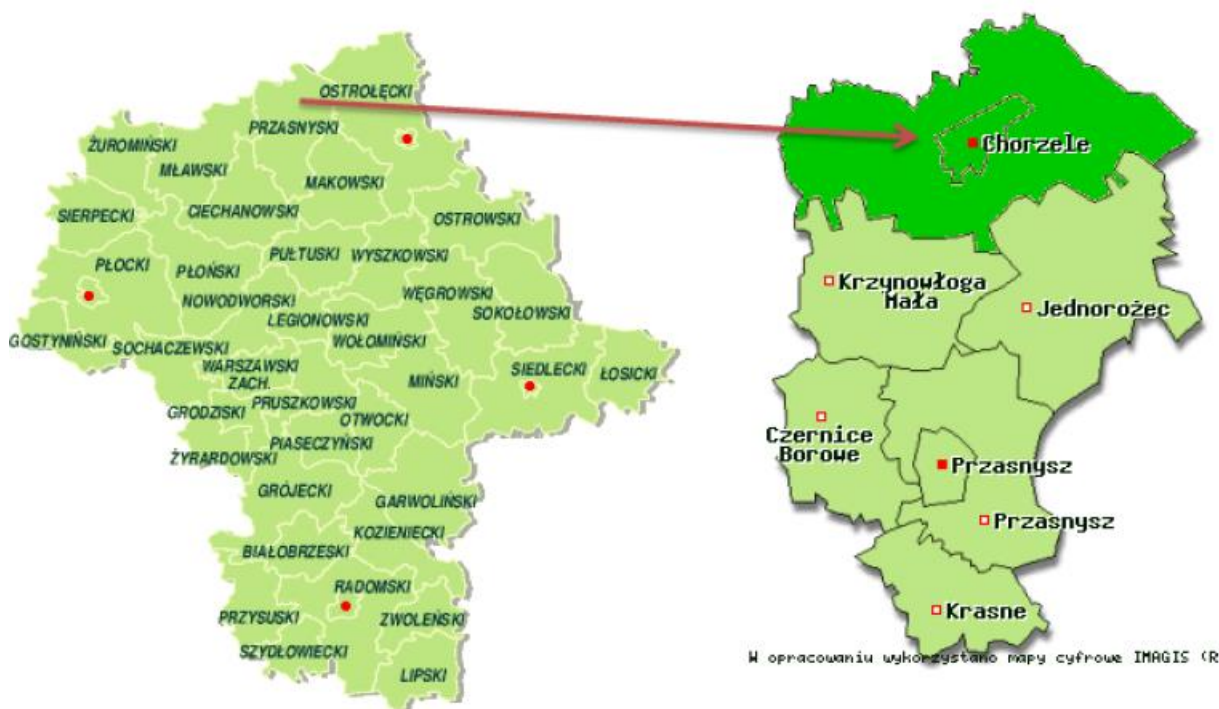 OSTROŁĘCKI
PRZASNYSKI
ŻUROMIŃSKI
MŁAWSKI
MAKOWSKI
SIERPECKI
CIECHANOWSKI
OSTROWSKI
PŁOCKI
PŁOŃSKI
PUŁTUSKI
WYSZKOWSKI
NOWODWORSKI
WĘGROWSKI
LEGIONOWSKI
SOKOŁOWSKI
GOSTYNIŃSKI
SOCHACZEWSKI
WOŁOMIŃSKI
WARSZAWSKI
ZACH.
MIŃSKI
SIEDLECKI
ŁOSICKI
GRODZISKI
PRUSZKOWSKI
OTWOCKI
PIASECZYŃSKI
ŻYRARDOWSKI
GRÓJECKI
GARWOLIŃSKI
KOZIENICKI
BIAŁOBRZESKI
RADOMSKI
PRZYSUSKI
ZWOLEŃSKI
SZYDŁOWIECKI
LIPSKI
Chorzele
Krzynowłoga
Mała
Jednorożec
Czernice
Borowe
Przasnysz
Przasnysz
Krasne
W opracowaniu wykorzystano mapy cyfrowe IMAGIS (R